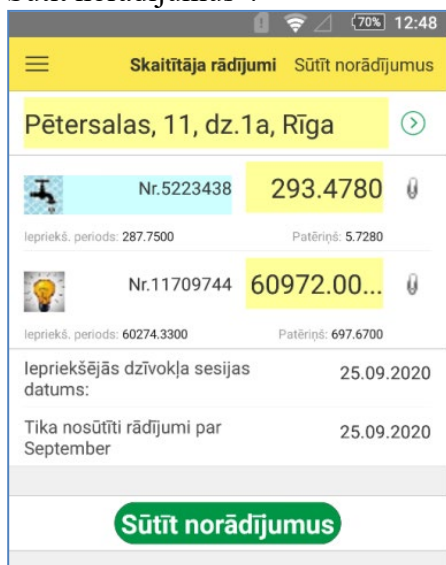 70% 12:48
Skaitītāja rādījumi Sūtīt norādījumus
Pētersalas, 11, dz.1a, Rīga
Nr.5223438 293.4780
Iepriekš. periods: 287.7500 Patēriņš: 5.7280
Nr.11709744 60972.00...
Iepriekš. periods: 60274.3300 Patēriņš: 697.6700
Iepriekšējās dzīvokļa sesijas
datums: 25.09.2020
Tika nosūtīti rādījumi par
September 25.09.2020
Sūtīt norādījumus